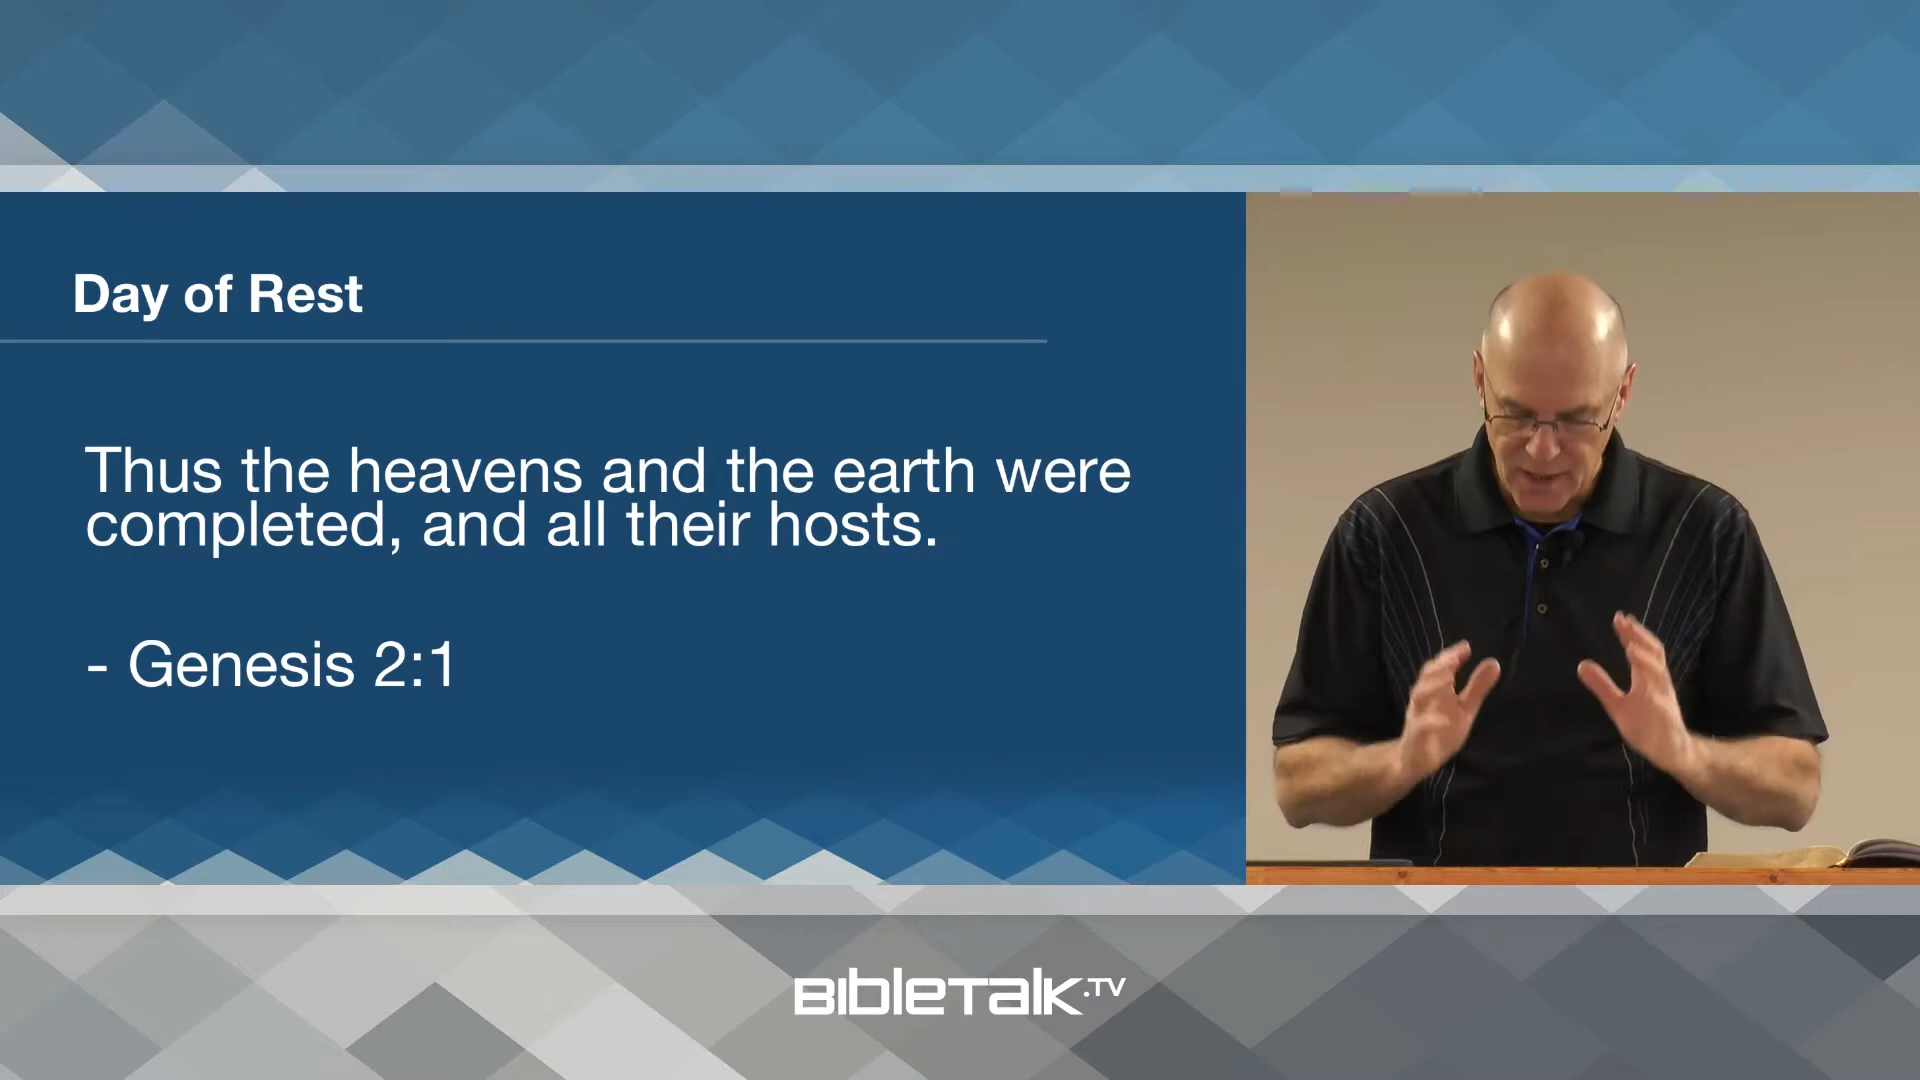 Day of Rest
Thus the heavens and the earth were
completed, and all their hosts.
- Genesis 2:1
BibleTalk.TV